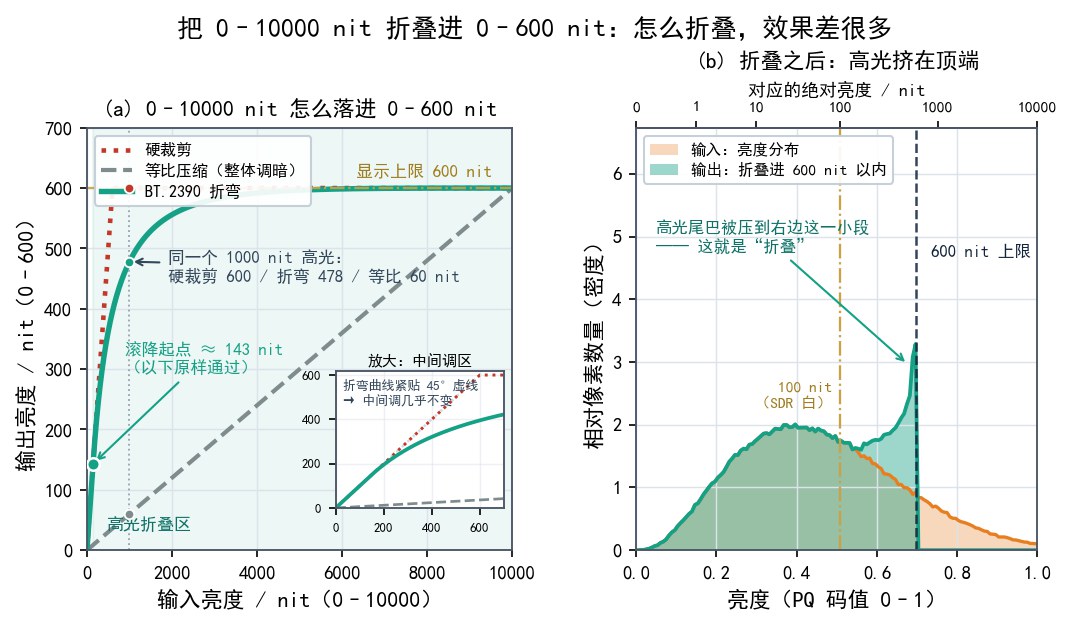 把 0–10000 nit 折叠进 0–600 nit：怎么折叠，效果差很多
(a) 0–10000 nit 怎么落进 0–600 nit
700
600
500
400
300
200
100
0
输出亮度 / nit（0-600）
硬裁剪
等比压缩（整体调暗）
BT.2390 折弯
显示上限 600 nit
同一个 1000 nit 高光：
硬裁剪 600 / 折弯 478 / 等比 60 nit
滚降起点 ≈ 143 nit
（以下原样通过）
高光折叠区
放大：中间调区
折弯曲线紧贴 45° 虚线
→ 中间调几乎不变
600
400
200
0
0 200 400 600
0 2000 4000 6000 8000 10000
输入亮度 / nit（0-10000）
(b) 折叠之后：高光挤在顶端
对应的绝对亮度 / nit
0 1 10 100 1000 10000
输入：亮度分布
输出：折叠进 600 nit 以内
6
5
4
3
2
1
0
相对像素数量（密度）
高光尾巴被压到右边这一小段
—— 这就是“折叠”
600 nit 上限
100 nit
（SDR 白）
0.0 0.2 0.4 0.6 0.8 1.0
亮度（PQ 码值 0-1）